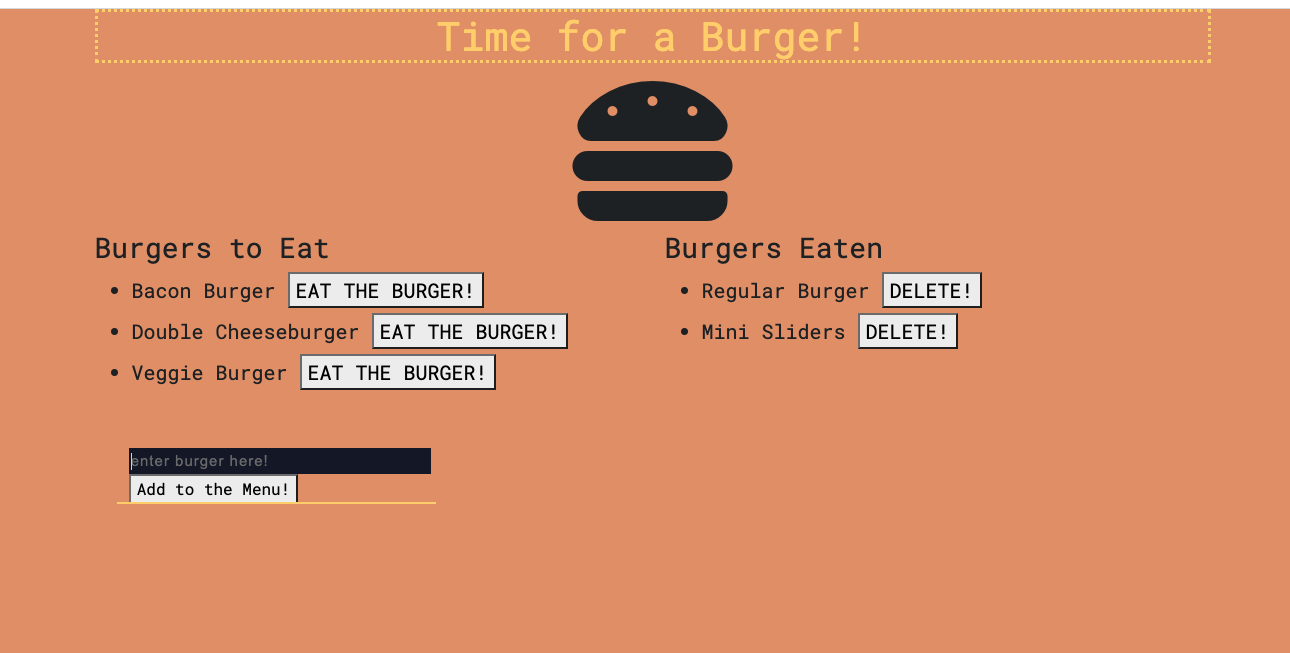 Time for a Burger!
Burgers to Eat
Bacon Burger EAT THE BURGER!
Double Cheeseburger EAT THE BURGER!
Veggie Burger EAT THE BURGER!
Burgers Eaten
Regular Burger DELETE!
Mini Sliders DELETE!
enter burger here!
Add to the Menu!